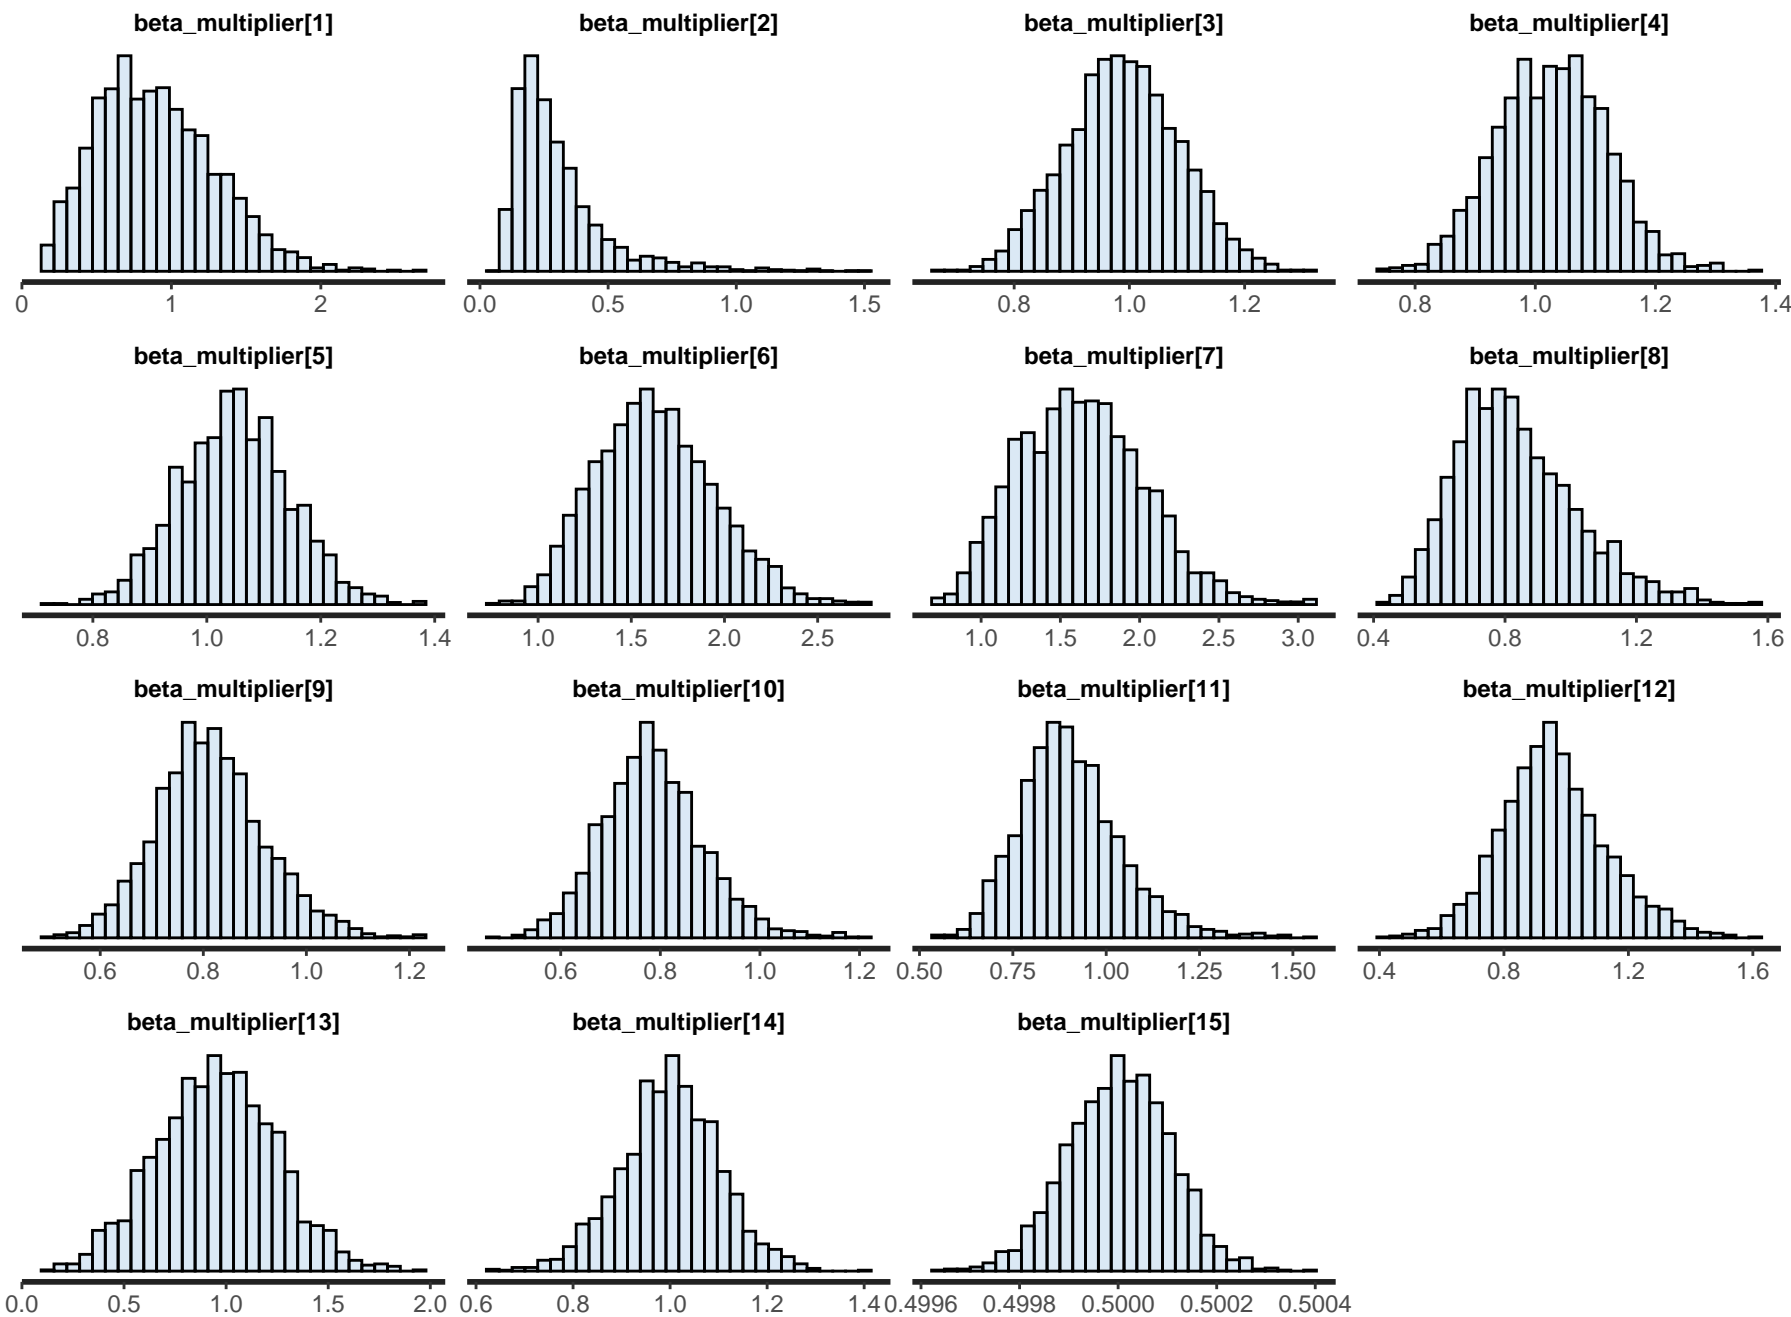 beta_multiplier[1] beta_multiplier[2] beta_multiplier[3] beta_multiplier[4]
0 1 2 0.0 0.5 1.0 1.5 0.8 1.0 1.2 0.8 1.0 1.2 1.4
beta_multiplier[5] beta_multiplier[6] beta_multiplier[7] beta_multiplier[8]
0.8 1.0 1.2 1.4 1.0 1.5 2.0 2.5 1.0 1.5 2.0 2.5 3.0 0.4 0.8 1.2 1.6
beta_multiplier[9] beta_multiplier[10] beta_multiplier[11] beta_multiplier[12]
0.6 0.8 1.0 1.2 0.6 0.8 1.0 1.2 0.50 0.75 1.00 1.25 1.50 0.4 0.8 1.2 1.6
beta_multiplier[13] beta_multiplier[14] beta_multiplier[15]
0.0 0.5 1.0 1.5 2.0 0.6 0.8 1.0 1.2 1.4 0.4996 0.4998 0.5000 0.5002 0.5004